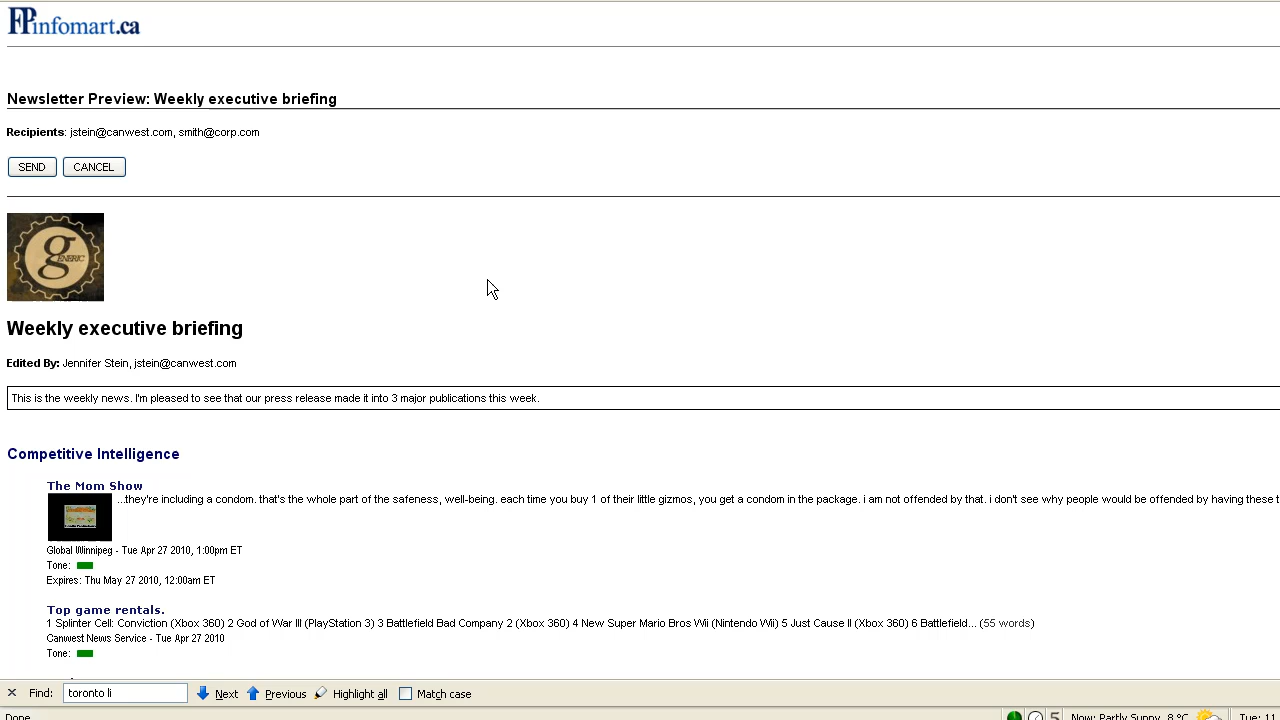 FPinfomart.ca
Newsletter Preview: Weekly executive briefing
Recipients: jstein@canwest.com, smith@corp.com
SEND CANCEL
g ENERIC
Weekly executive briefing
Edited By: Jennifer Stein, jstein@canwest.com
This is the weekly news. I'm pleased to see that our press release made it into 3 major publications this week.
Competitive Intelligence
The Mom Show
...they're including a condom. that's the whole part of the safeness, well-being. each time you buy 1 of their little gizmos, you get a condom in the package. i am not offended by that. i don't see why people would be offended by having these t
Global Winnipeg - Tue Apr 27 2010, 1:00pm ET
Tone:
Expires: Thu May 27 2010, 12:00am ET
Top game rentals.
1 Splinter Cell: Conviction (Xbox 360) 2 God of War III (PlayStation 3) 3 Battlefield Bad Company 2 (Xbox 360) 4 New Super Mario Bros Wii (Nintendo Wii) 5 Just Cause II (Xbox 360) 6 Battlefield... (55 words)
Canwest News Service - Tue Apr 27 2010
Tone:
Find: toronto li Next Previous Highlight all Match case
Done 5 Now: Partly Sunny, 8 °C Tue: 11